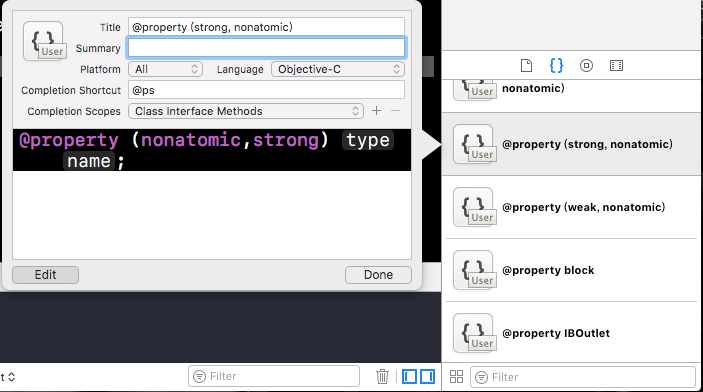 Title @property (strong, nonatomic)
Summary
User
Platform All Language Objective-C
Completion Shortcut @ps
Completion Scopes Class Interface Methods + −
@property (nonatomic,strong) type
name;
Edit Done
t
Filter
nonatomic)
{ }
User
@property (strong, nonatomic)
{ }
User
@property (weak, nonatomic)
{ }
User
@property block
{ }
User
@property IBOutlet
{ }
User
Filter